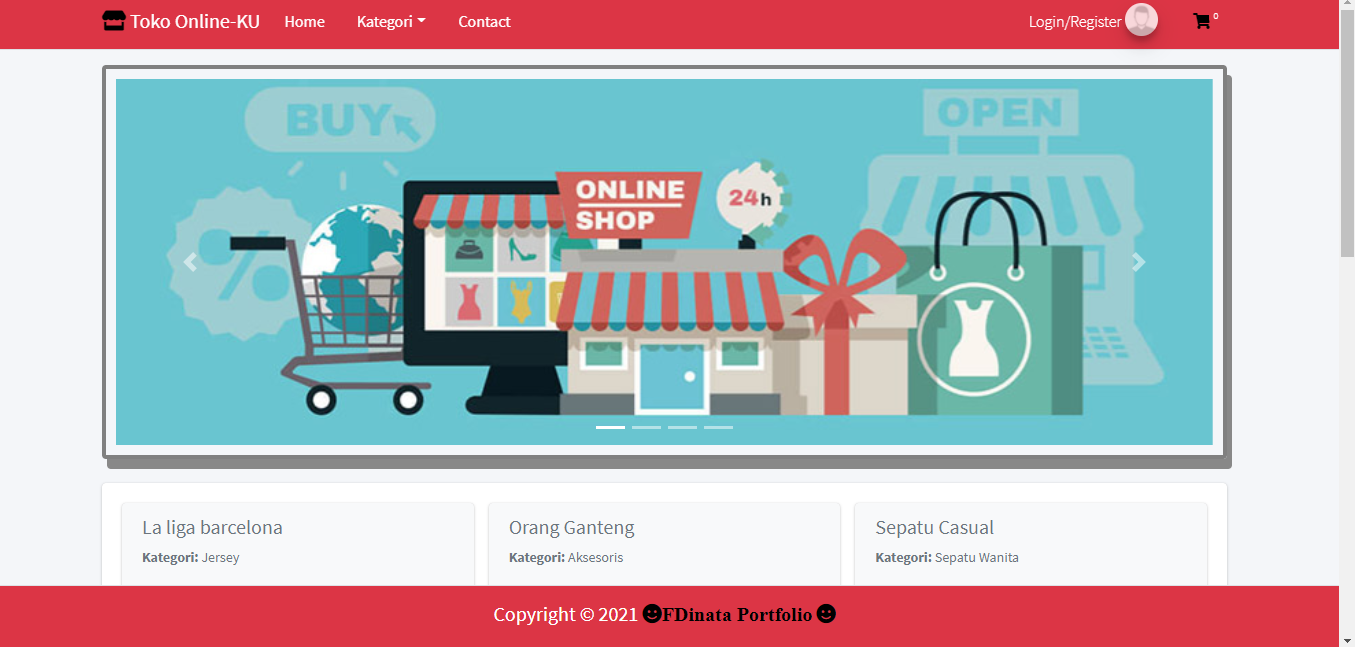 Toko Online-KU Home Kategori Contact Login/Register 0
BUY
OPEN
ONLINE
SHOP
24h
%
La liga barcelona
Kategori: Jersey
Orang Ganteng
Kategori: Aksesoris
Sepatu Casual
Kategori: Sepatu Wanita
Copyright © 2021 FDinata Portfolio